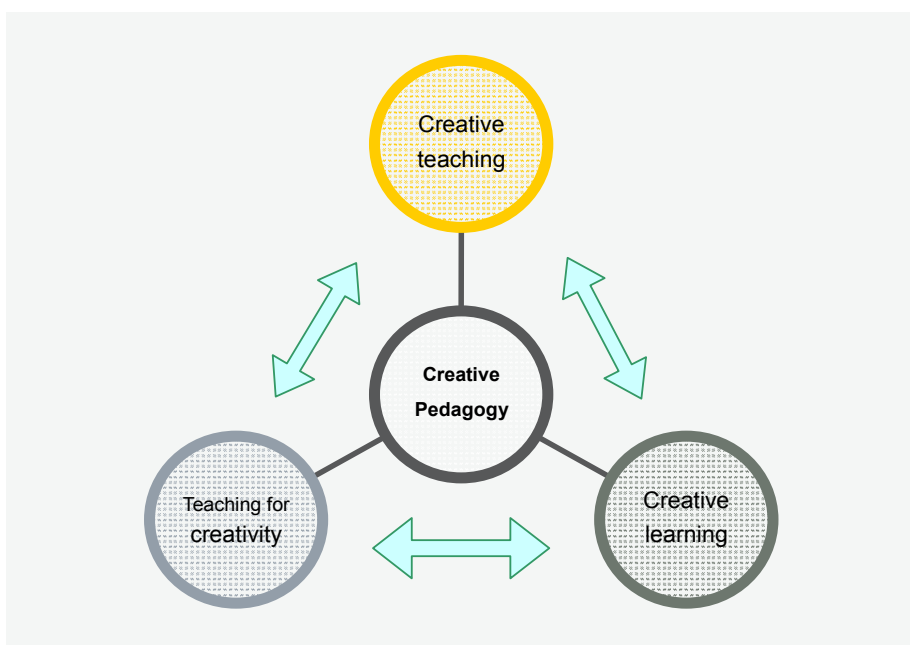 Creative
teaching
Creative
Pedagogy
Teaching for
creativity
Creative
learning